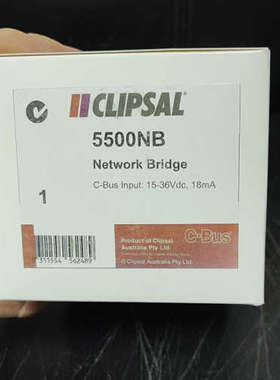 CLIPSAL
5500NB
Network Bridge
C-Bus Input: 15-36Vdc, 18mA
1
Product of Clipsal
Australia Pty Ltd.
© Clipsal Australia Pty Ltd.
C-Bus